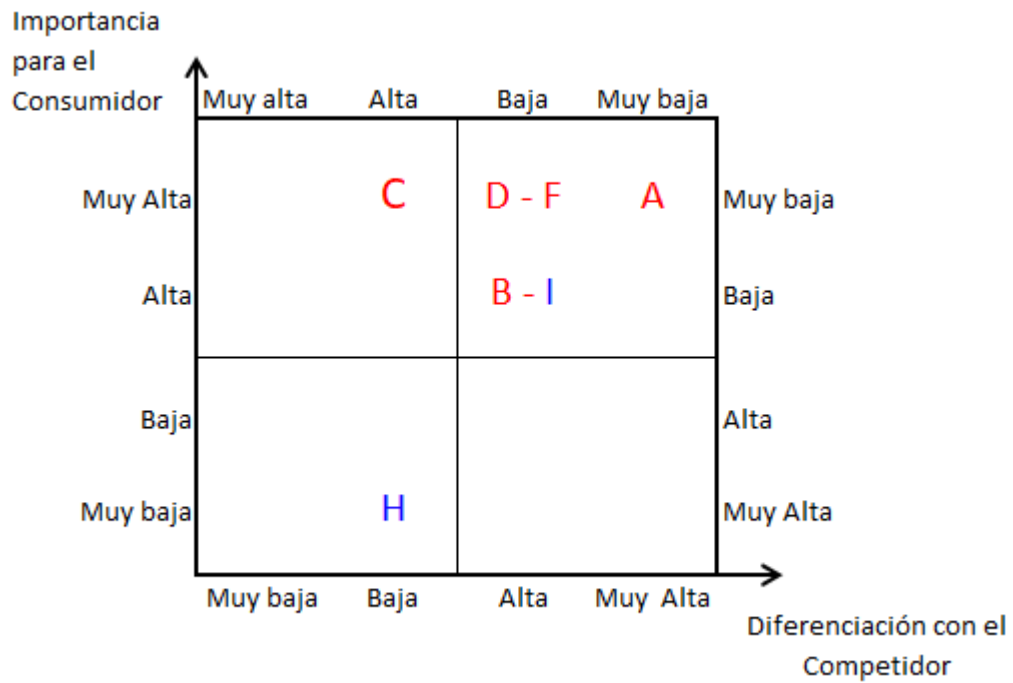 Importancia
para el
Consumidor
Muy alta Alta Baja Muy baja
Muy Alta C D - F A Muy baja
Alta B - I Baja
Baja Alta
Muy baja H Muy Alta
Muy baja Baja Alta Muy Alta
Diferenciación con el
Competidor